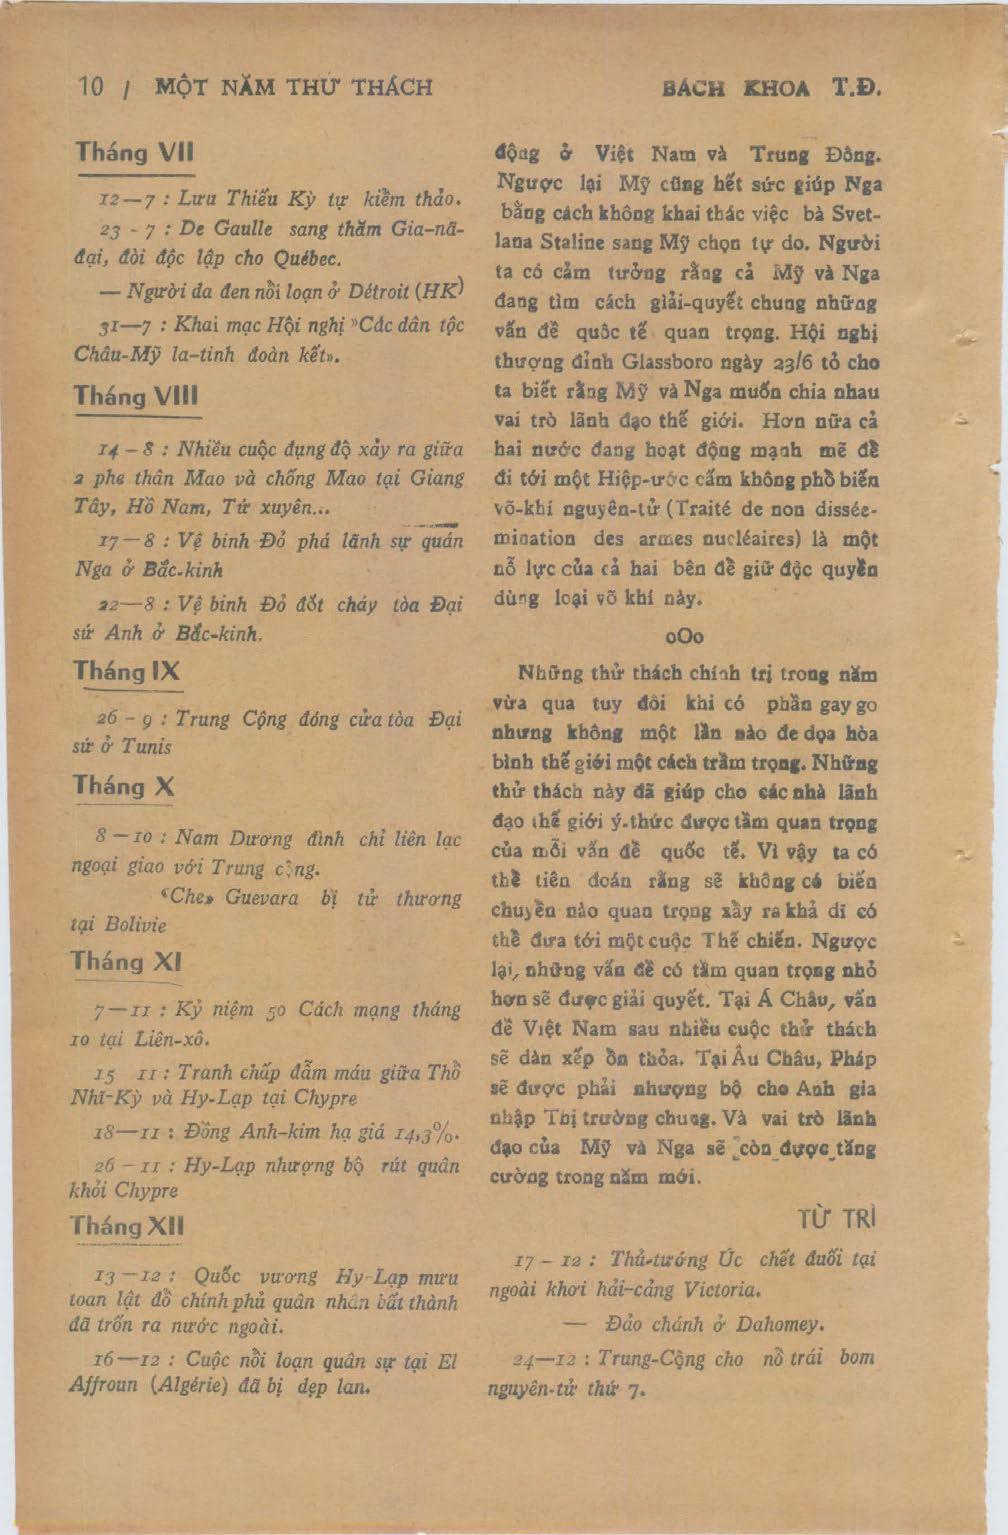 10 / MỘT NĂM THỬ THÁCH
BÁCH KHOA T.Đ.
Tháng VII
12—7 : Lưu Thiếu Kỳ tự kiểm thảo.
23 - 7 : De Gaulle sang thăm Gia-nã-
đại, đòi độc lập cho Québec.
— Người da đen nổi loạn ở Détroit (HK)
31—7 : Khai mạc Hội nghị »Các dân tộc
Châu-Mỹ la-tinh đoàn kết».
Tháng VIII
14 - 8 : Nhiều cuộc đụng độ xảy ra giữa
2 phe thân Mao và chống Mao tại Giang
Tây, Hồ Nam, Tứ xuyên...
17—8 : Vệ binh Đỏ phá lãnh sự quán
Nga ở Bắc-kinh
22—8 : Vệ binh Đỏ đốt cháy tòa Đại
sứ Anh ở Bắc-kinh.
Tháng IX
26 - 9 : Trung Cộng đóng cửa tòa Đại
sứ ở Tunis
Tháng X
8 — 10 : Nam Dương đình chỉ liên lạc
ngoại giao với Trung cộng.
«Che» Guevara bị tử thương
tại Bolivie
Tháng XI
7—11 : Kỷ niệm 50 Cách mạng tháng
10 tại Liên-xô.
15 11 : Tranh chấp đẫm máu giữa Thổ
Nhĩ-Kỳ và Hy-Lạp tại Chypre
18—11 : Đồng Anh-kim hạ giá 14,3%.
26 - 11 : Hy-Lạp nhượng bộ rút quân
khỏi Chypre
Tháng XII
13 — 12 : Quốc vương Hy-Lạp mưu
toan lật đổ chính phủ quân nhân bất thành
đã trốn ra nước ngoài.
16—12 : Cuộc nổi loạn quân sự tại El
Affroun (Algérie) đã bị dẹp lan.
động ở Việt Nam và Trung Đông.
Ngược lại Mỹ cũng hết sức giúp Nga
bằng cách không khai thác việc bà Svet-
lana Staline sang Mỹ chọn tự do. Người
ta có cảm tưởng rằng cả Mỹ và Nga
đang tìm cách giải-quyết chung những
vấn đề quốc tế quan trọng. Hội nghị
thượng đỉnh Glassboro ngày 23/6 tỏ cho
ta biết rằng Mỹ và Nga muốn chia nhau
vai trò lãnh đạo thế giới. Hơn nữa cả
hai nước đang hoạt động mạnh mẽ để
đi tới một Hiệp-ước cấm không phổ biến
võ-khí nguyên-tử (Traité de non dissée-
mination des armes nucléaires) là một
nỗ lực của cả hai bên để giữ độc quyền
dùng loại võ khí này.
oOo
Những thử thách chính trị trong năm
vừa qua tuy đôi khi có phần gay go
nhưng không một lần nào đe dọa hòa
bình thế giới một cách trầm trọng. Những
thử thách này đã giúp cho các nhà lãnh
đạo thế giới ý-thức được tầm quan trọng
của mỗi vấn đề quốc tế. Vì vậy ta có
thể tiên đoán rằng sẽ không có biến
chuyển nào quan trọng xầy ra khả dĩ có
thể đưa tới một cuộc Thế chiến. Ngược
lại, những vấn đề có tầm quan trọng nhỏ
hơn sẽ được giải quyết. Tại Á Châu, vấn
đề Việt Nam sau nhiều cuộc thử thách
sẽ dàn xếp ổn thỏa. Tại Âu Châu, Pháp
sẽ được phải nhượng bộ cho Anh gia
nhập Thị trường chung. Và vai trò lãnh
đạo của Mỹ và Nga sẽ còn được tăng
cường trong năm mới.
TỪ TRÌ
17 - 12 : Thủ-tướng Úc chết đuối tại
ngoài khơi hải-cảng Victoria.
— Đảo chánh ở Dahomey.
24—12 : Trung-Cộng cho nổ trái bom
nguyên-tử thứ 7.